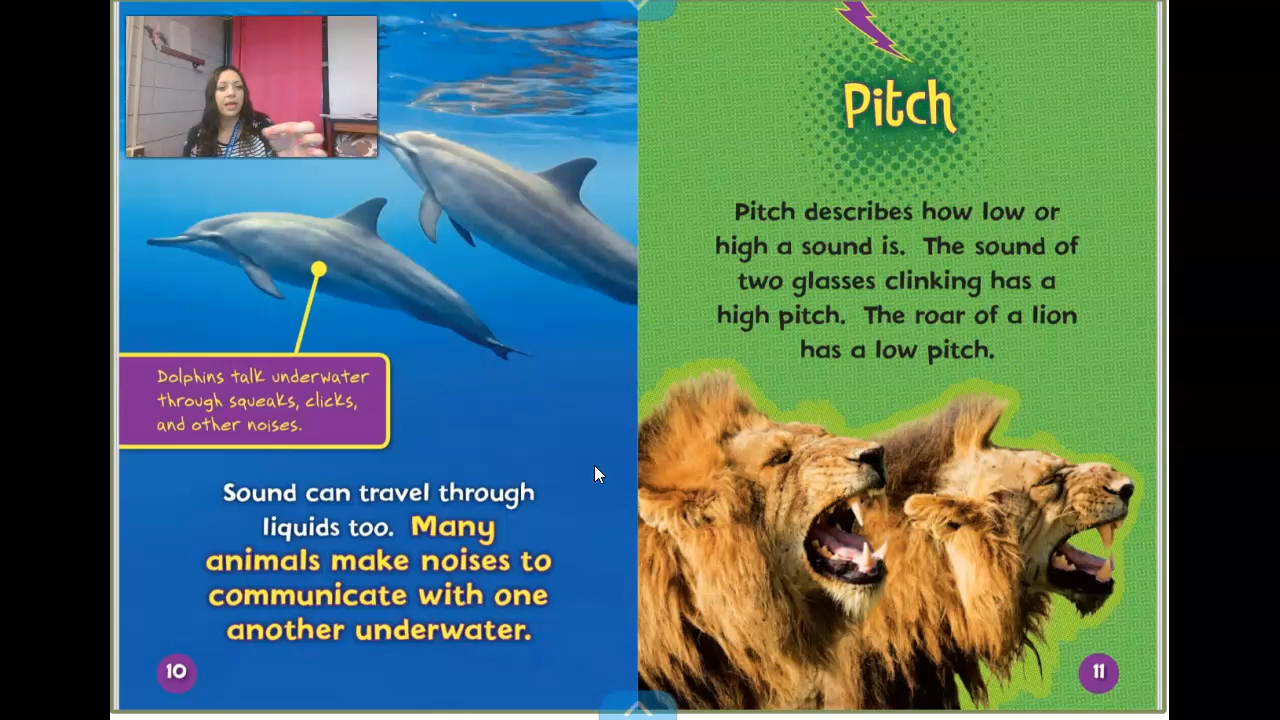 Dolphins talk underwater
through squeaks, clicks,
and other noises.
Sound can travel through
liquids too. Many
animals make noises to
communicate with one
another underwater.
10
Pitch
Pitch describes how low or
high a sound is. The sound of
two glasses clinking has a
high pitch. The roar of a lion
has a low pitch.
11